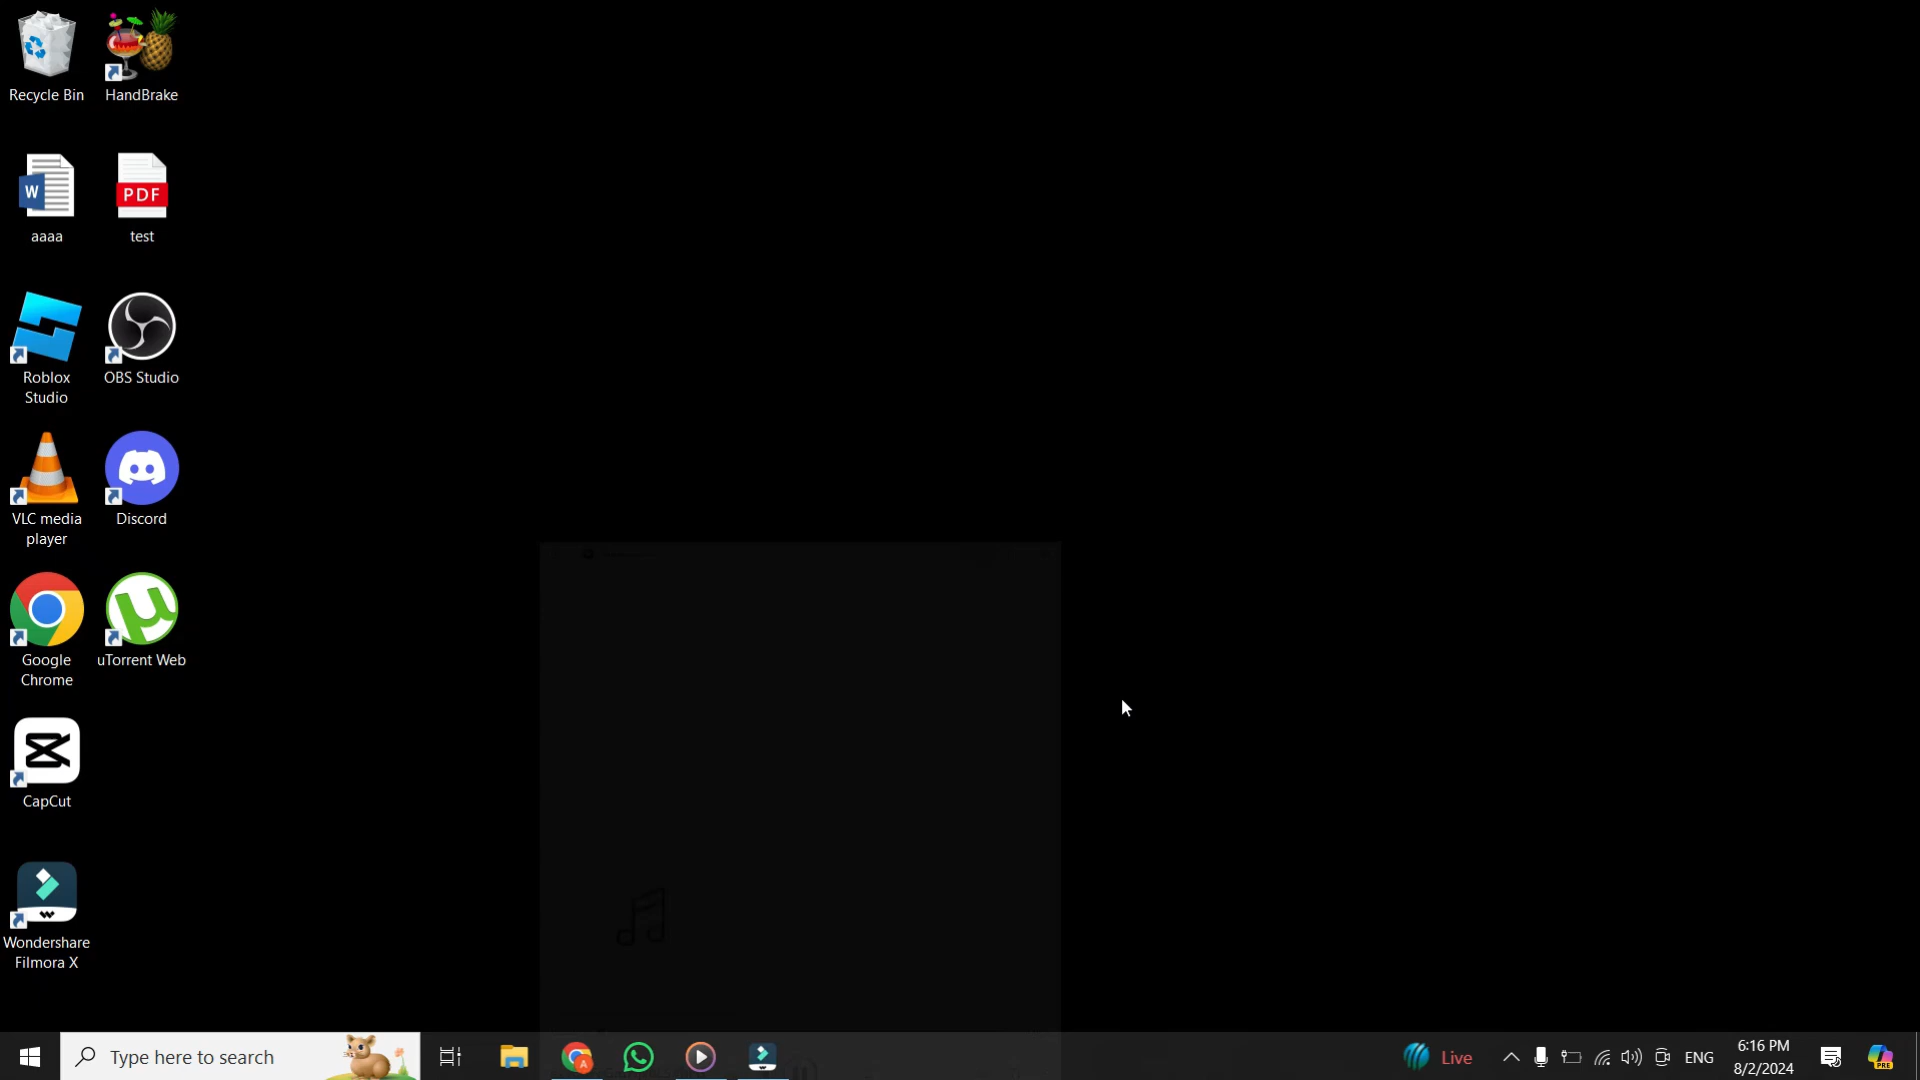 Recycle Bin
HandBrake
W
aaaa
PDF
test
Roblox
Studio
OBS Studio
VLC media
player
Discord
Google
Chrome
uTorrent Web
CapCut
Wondershare
Filmora X
Type here to search
Live
ENG
6:16 PM
8/2/2024
PRE